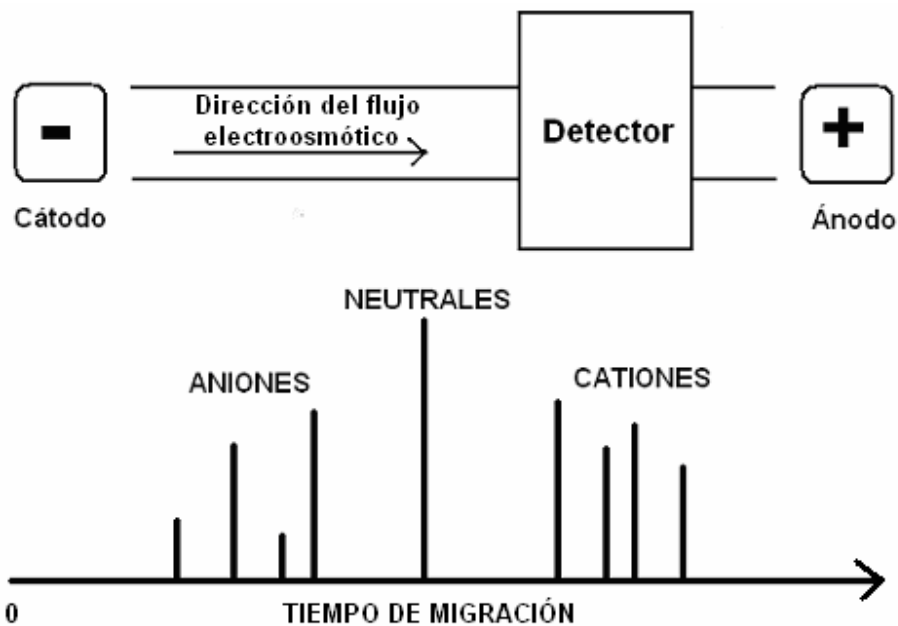 Dirección del flujo
electroosmótico
-
Detector
+
Cátodo
Ánodo
NEUTRALES
ANIONES
CATIONES
0
TIEMPO DE MIGRACIÓN